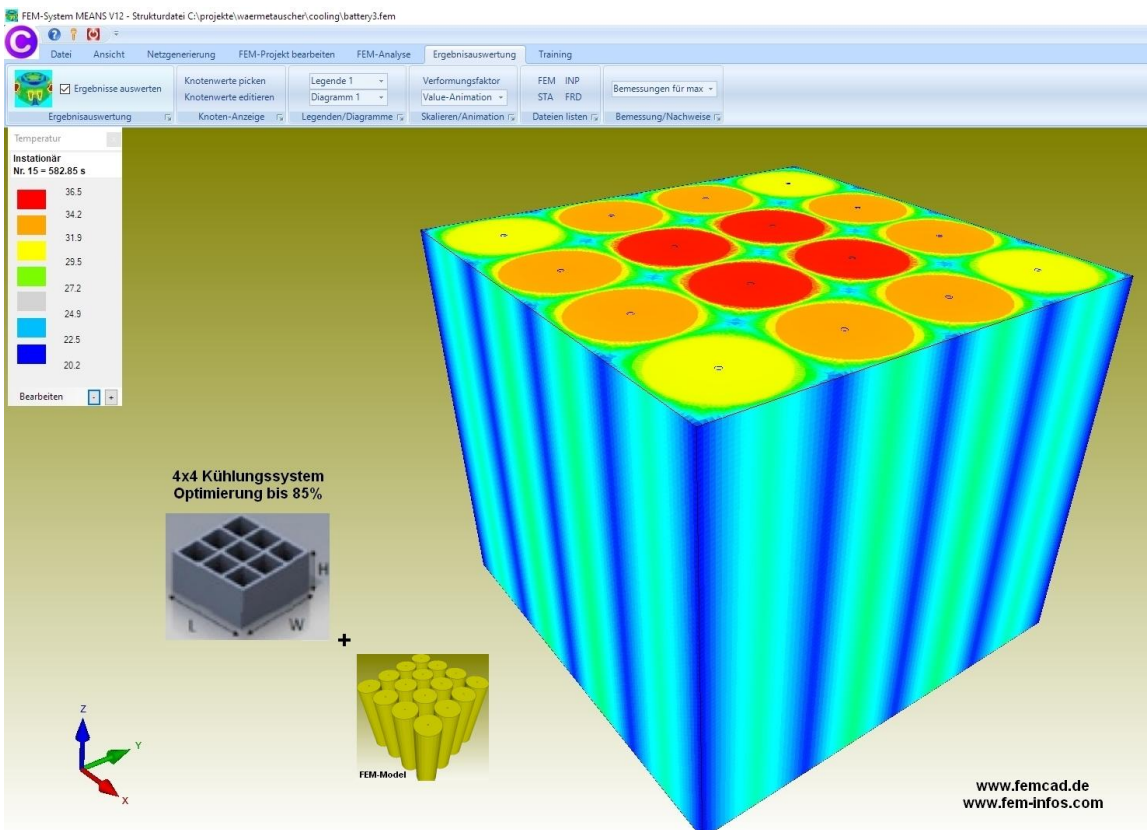 FEM-System MEANS V12 - Strukturdatei C:\projekte\waermetauscher\cooling\battery3.fem
Datei Ansicht Netzgenerierung FEM-Projekt bearbeiten FEM-Analyse Ergebnisauswertung Training
Ergebnisse auswerten
Ergebnisauswertung
Knotenwerte picken
Knotenwerte editieren
Knoten-Anzeige
Legende 1
Diagramm 1
Legenden/Diagramme
Verformungsfaktor
Value-Animation
Skalieren/Animation
FEM INP
STA FRD
Dateien listen
Bemessungen für max
Bemessung/Nachweise
Temperatur
Instationär
Nr. 15 = 582.85 s
36.5
34.2
31.9
29.5
27.2
24.9
22.5
20.2
Bearbeiten - +
4x4 Kühlungssystem
Optimierung bis 85%
H
L
W
+
FEM-Model
Z
Y
X
www.femcad.de
www.fem-infos.com